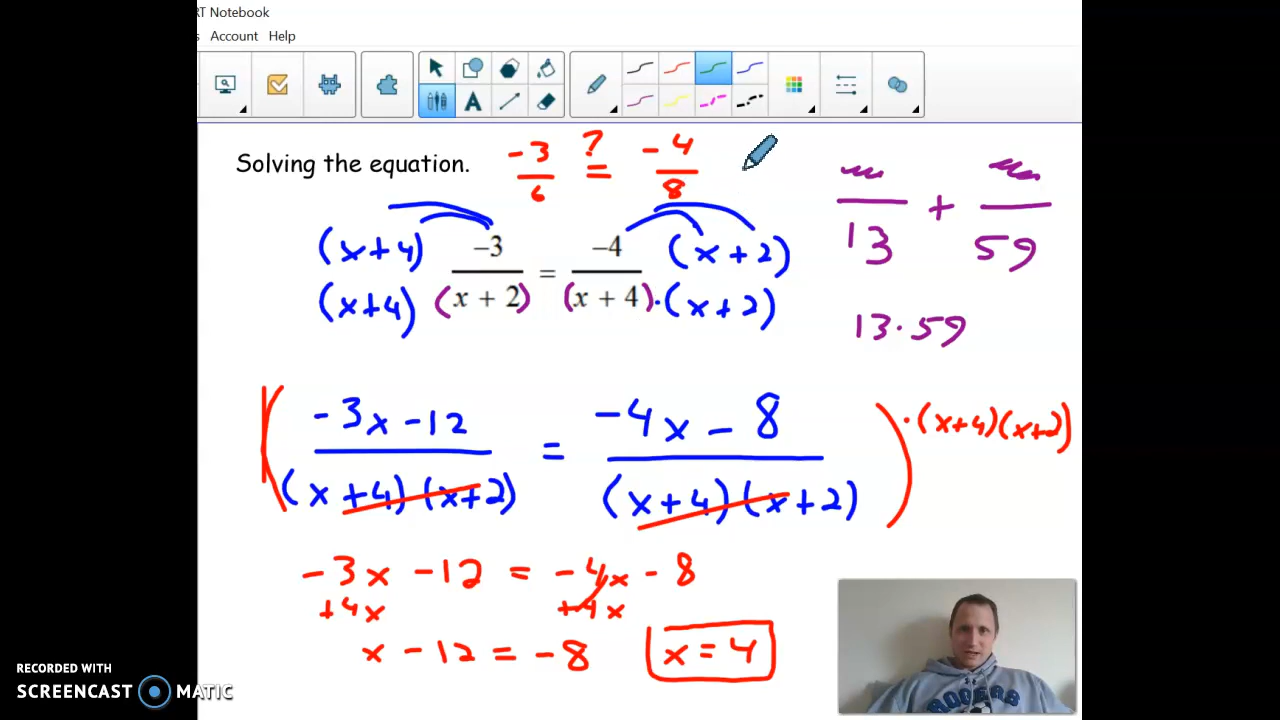 RT Notebook
s Account Help
Solving the equation. -3/6 ?= -4/8
(x+4) –3 = –4 (x+2)
(x+4) (x + 2) (x + 4) · (x+2)
13 + 59
13·59
(-3x -12 = -4x - 8) ·(x+4)(x+2)
(x+4)(x+2) (x+4)(x+2)
-3x -12 = -4x - 8
+4x +4x
x - 12 = -8 x = 4
RECORDED WITH
SCREENCAST MATIC